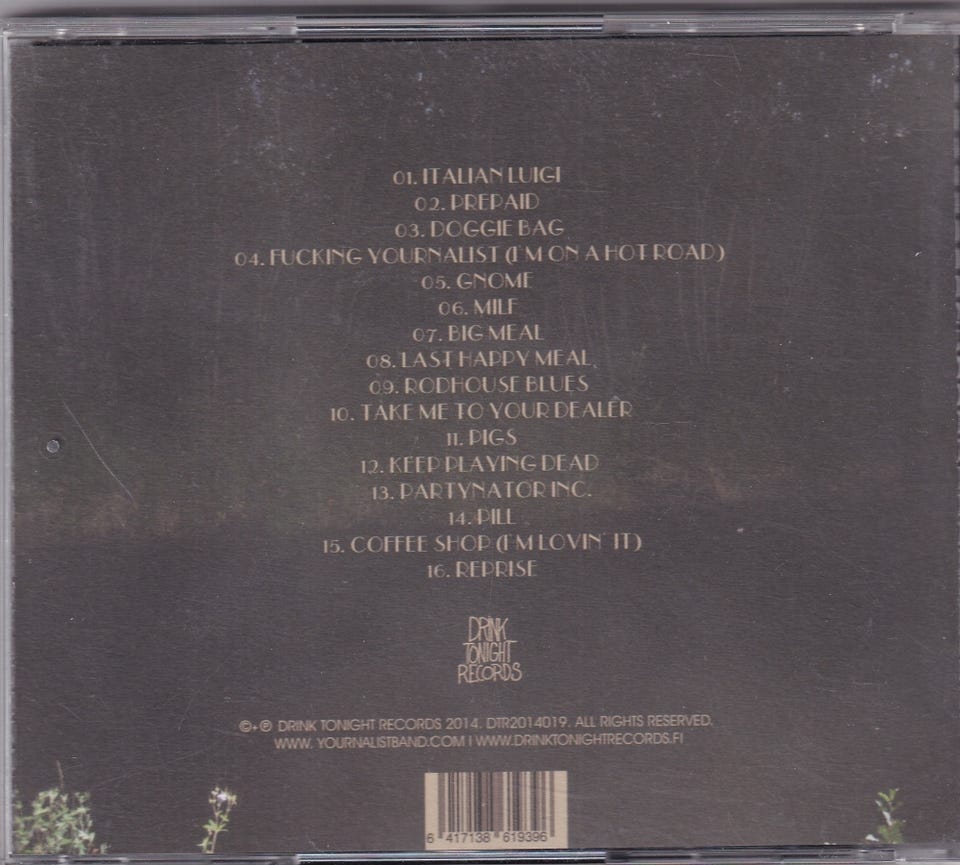 01. ITALIAN LUIGI
02. PREPAID
03. DOGGIE BAG
04. FUCKING YOURNALIST (I'M ON A HOT ROAD)
05. GNOME
06. MILF
07. BIG MEAL
08. LAST HAPPY MEAL
09. RODHOUSE BLUES
10. TAKE ME TO YOUR DEALER
11. PIGS
12. KEEP PLAYING DEAD
13. PARTYNATOR INC.
14. PILL
15. COFFEE SHOP (I'M LOVIN' IT)
16. REPRISE
DRINK
TONIGHT
RECORDS
©+℗ DRINK TONIGHT RECORDS 2014. DTR2014019. ALL RIGHTS RESERVED.
WWW. YOURNALISTBAND.COM | WWW.DRINKTONIGHTRECORDS.FI
6 417138 619396